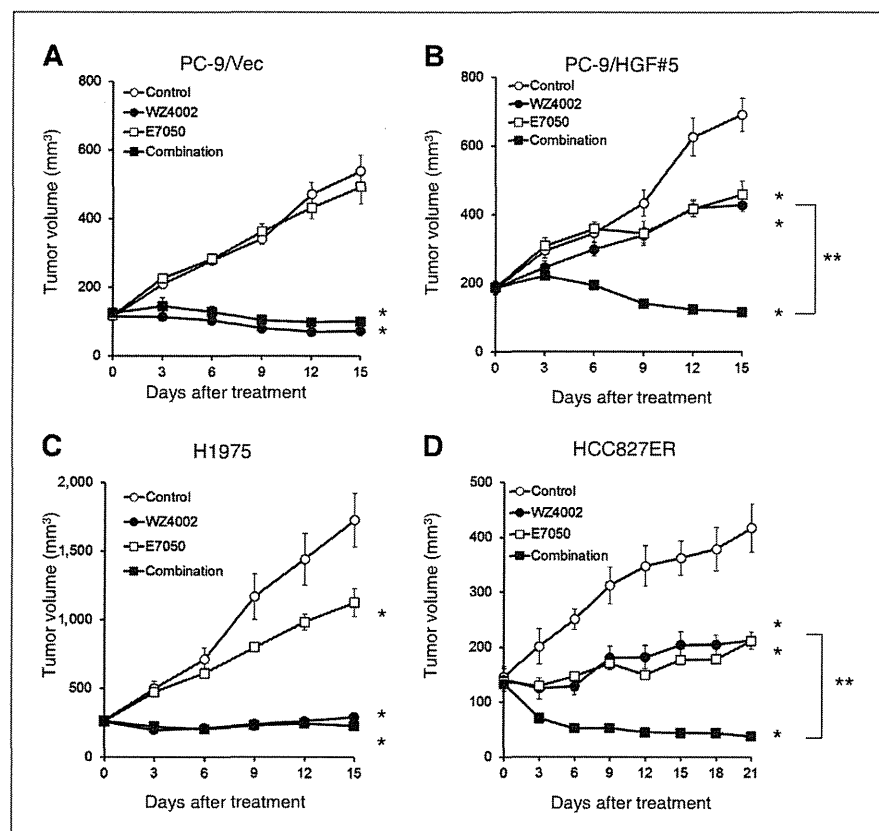 A
PC-9/Vec
Tumor volume (mm³)
800
600
400
200
0
Control
WZ4002
E7050
Combination
*
*
0 3 6 9 12 15
Days after treatment
B
PC-9/HGF#5
Tumor volume (mm³)
800
600
400
200
0
Control
WZ4002
E7050
Combination
*
*
**
*
0 3 6 9 12 15
Days after treatment
C
H1975
Tumor volume (mm³)
2,000
1,500
1,000
500
0
Control
WZ4002
E7050
Combination
*
*
*
0 3 6 9 12 15
Days after treatment
D
HCC827ER
Tumor volume (mm³)
500
400
300
200
100
0
Control
WZ4002
E7050
Combination
*
*
**
*
0 3 6 9 12 15 18 21
Days after treatment